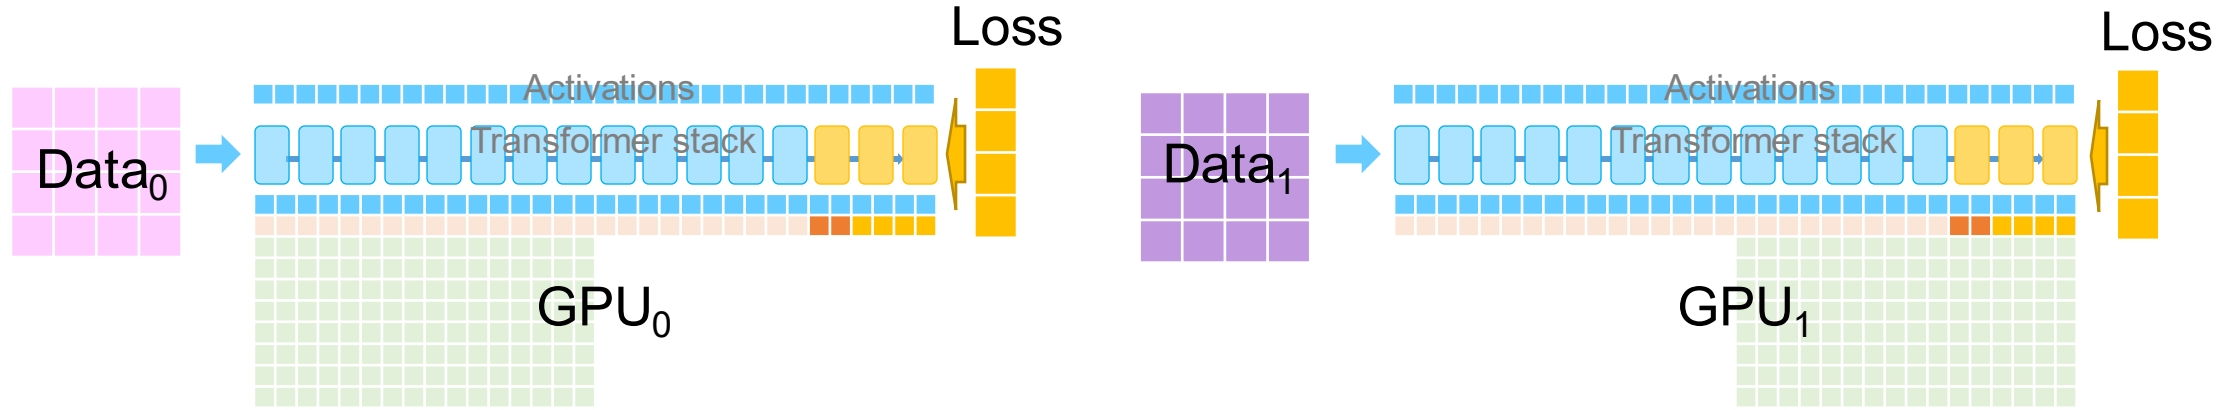 Loss
Activations
Transformer stack
Data0
GPU0
Loss
Activations
Transformer stack
Data1
GPU1